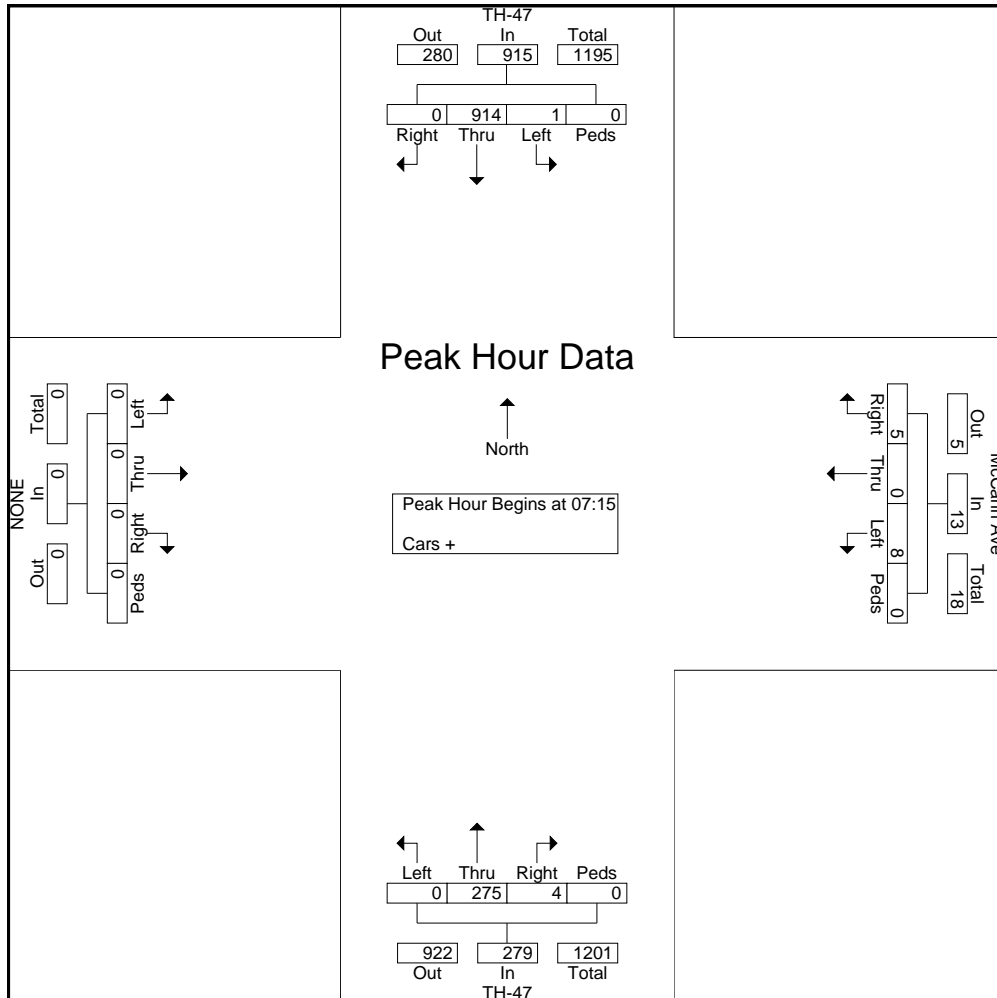 TH-47
Out In Total
280 915 1195
0 914 1 0
Right Thru Left Peds
Peak Hour Data
North
Peak Hour Begins at 07:15
Cars +
NONE
Total In Out
0 0 0
0 0 0 0
Left Thru Right Peds
McCann Ave
Out In Total
5 13 18
5 0 8 0
Right Thru Left Peds
Left Thru Right Peds
0 275 4 0
922 279 1201
Out In Total
TH-47